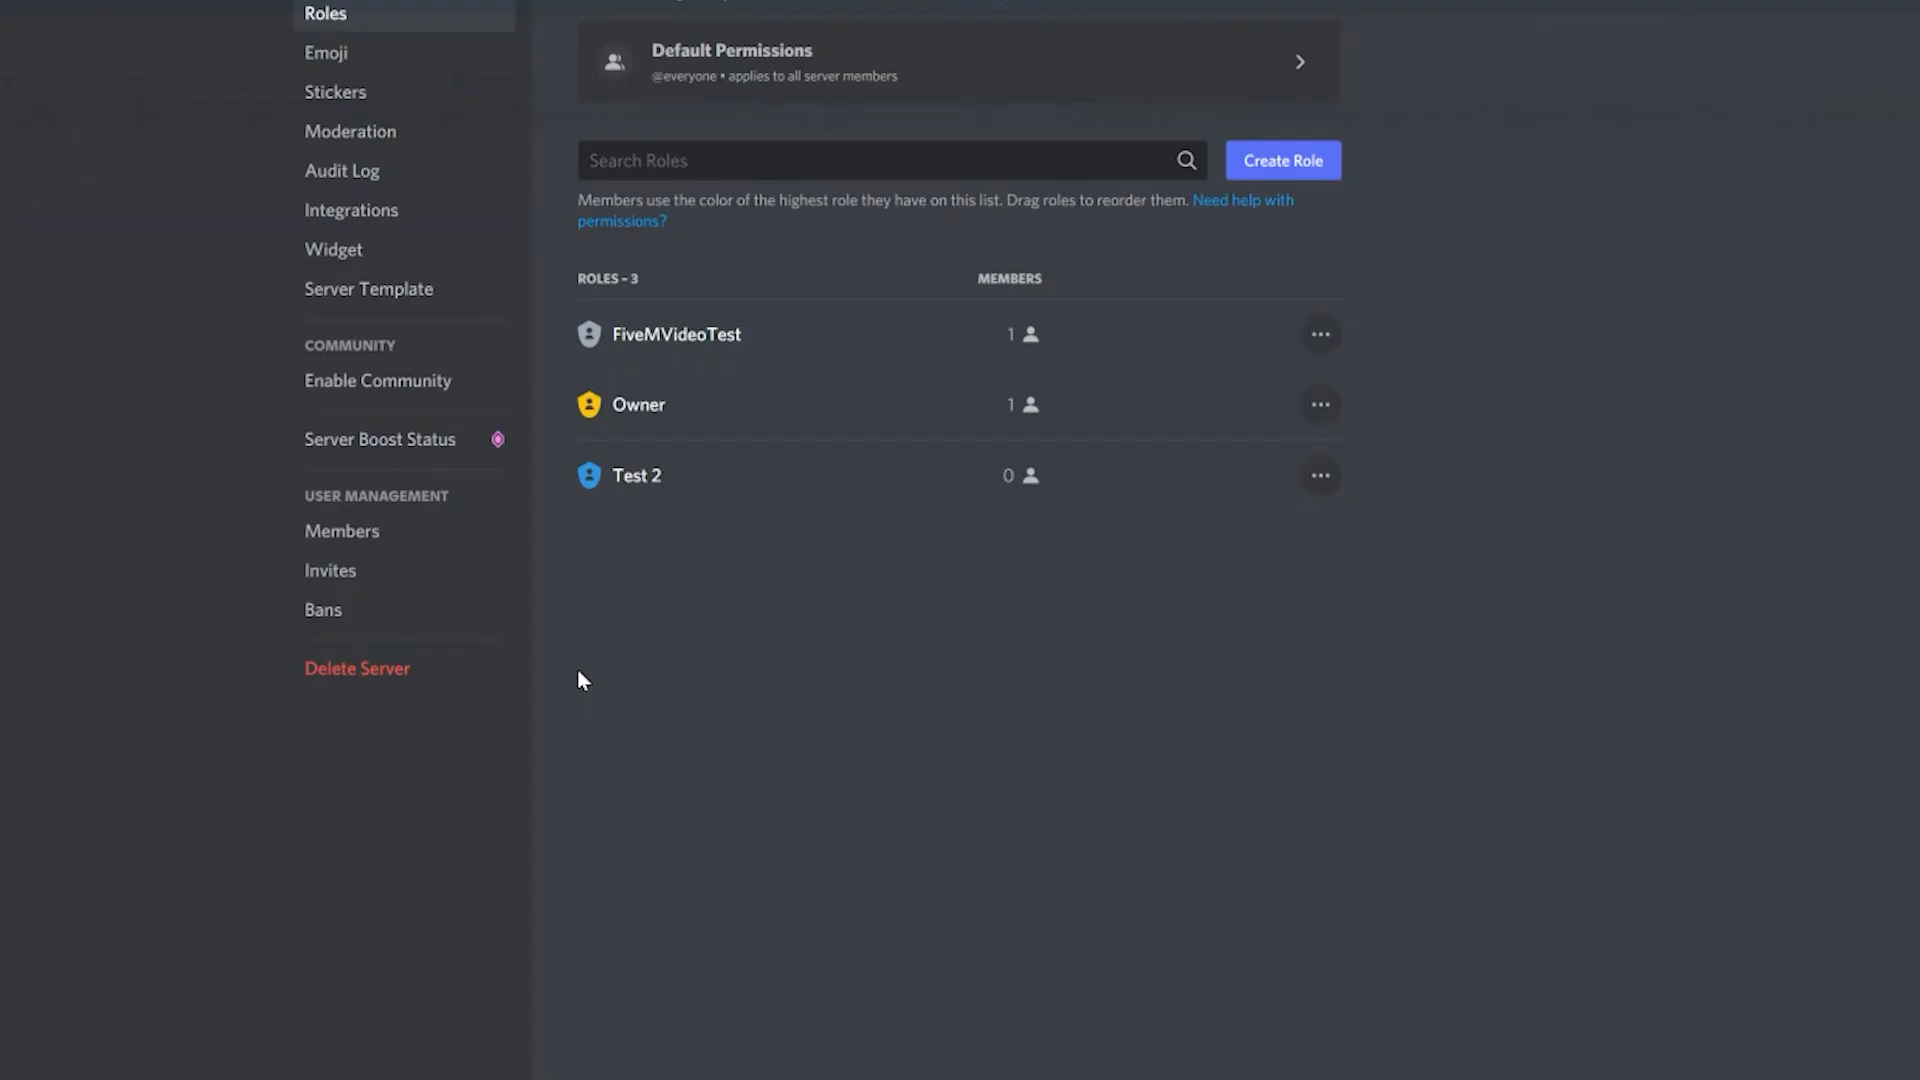 Roles
Emoji
Stickers
Moderation
Audit Log
Integrations
Widget
Server Template
COMMUNITY
Enable Community
Server Boost Status
USER MANAGEMENT
Members
Invites
Bans
Delete Server
Default Permissions
@everyone • applies to all server members
Search Roles
Create Role
Members use the color of the highest role they have on this list. Drag roles to reorder them. Need help with
permissions?
ROLES – 3 MEMBERS
FiveMVideoTest 1
Owner 1
Test 2 0